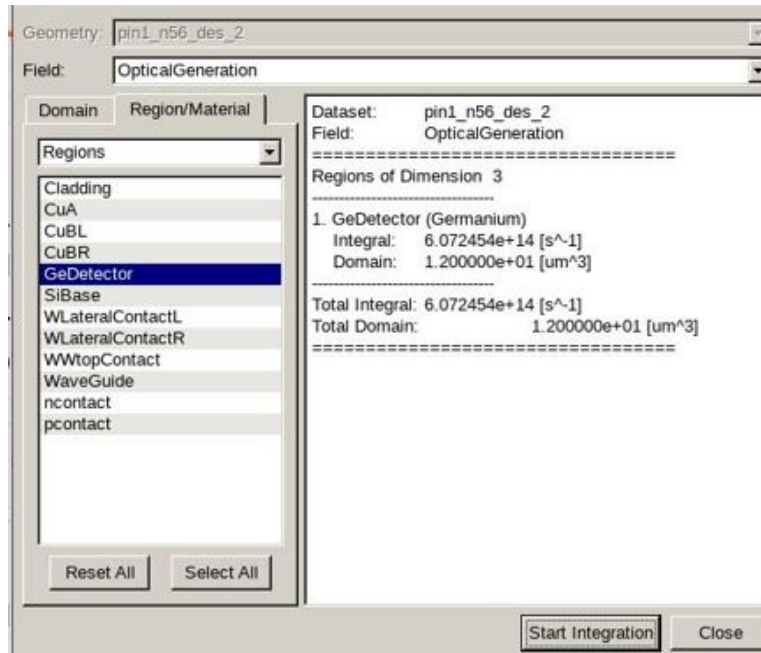 Geometry: pin1_n56_des_2
Field: OpticalGeneration
Domain Region/Material
Regions
Cladding
CuA
CuBL
CuBR
GeDetector
SiBase
WLateralContactL
WLateralContactR
WWtopContact
WaveGuide
ncontact
pcontact
Reset All Select All
Dataset: pin1_n56_des_2
Field: OpticalGeneration
===================================
Regions of Dimension 3
-----------------------------------
1. GeDetector (Germanium)
Integral: 6.072454e+14 [s^-1]
Domain: 1.200000e+01 [um^3]
-----------------------------------
Total Integral: 6.072454e+14 [s^-1]
Total Domain: 1.200000e+01 [um^3]
===================================
Start Integration Close